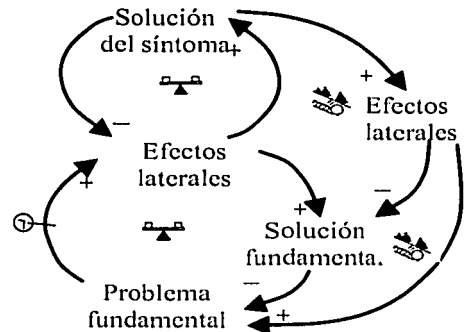 Solución
del síntoma
+
+
Efectos
laterales
−
Efectos
laterales
+
−
+
Solución
fundamenta.
−
Problema
fundamental
+